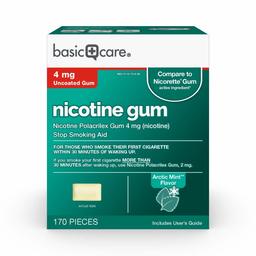 basic care®
4 mg
Uncoated Gum
Compare to
Nicorette® Gum
active ingredient†
nicotine gum
Nicotine Polacrilex Gum 4 mg (nicotine)
Stop Smoking Aid
FOR THOSE WHO SMOKE THEIR FIRST CIGARETTE
WITHIN 30 MINUTES OF WAKING UP.
If you smoke your first cigarette MORE THAN
30 MINUTES after waking up, use Nicotine Polacrilex Gum, 2 mg.
Arctic Mint™
Flavor
170 PIECES
Includes User's Guide